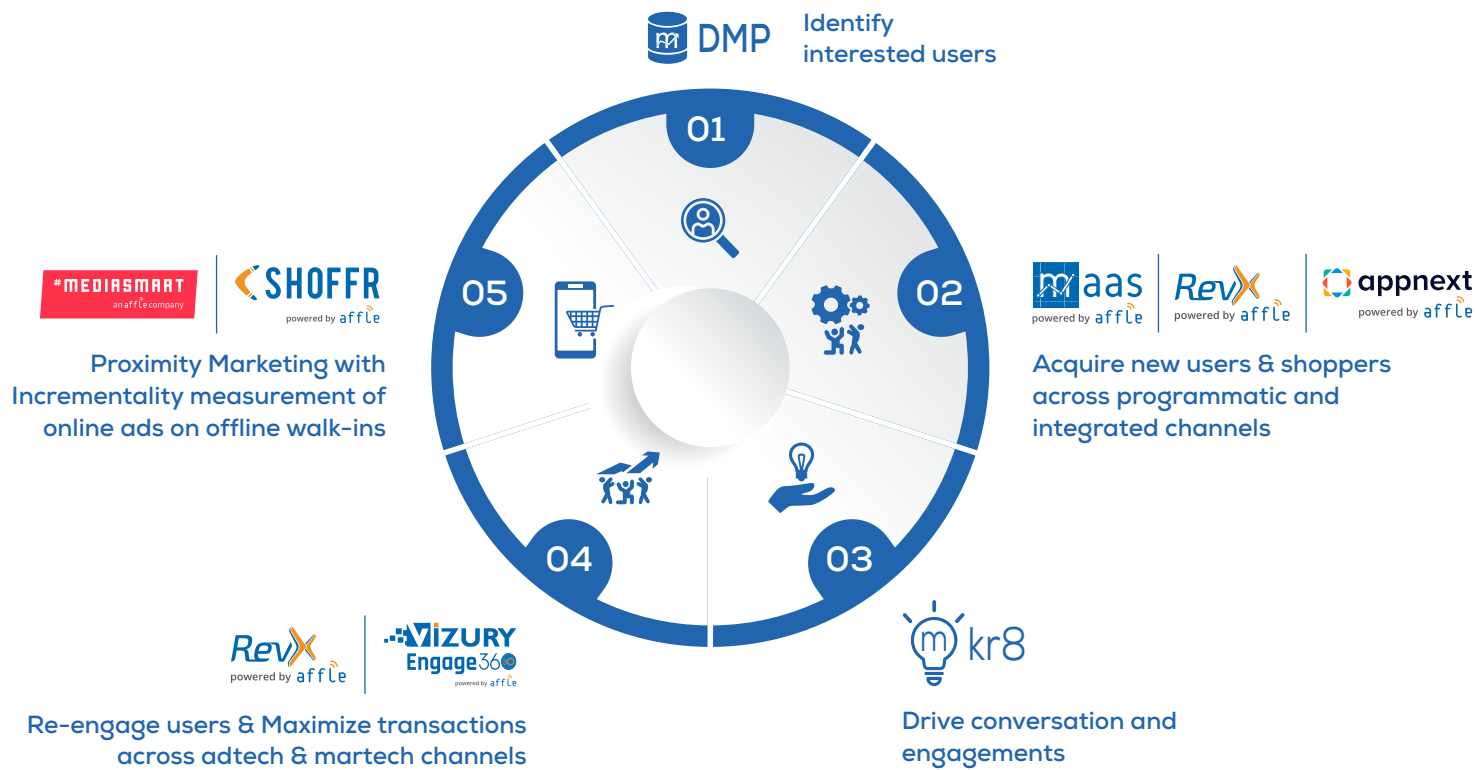 m DMP
Identify
interested users
01
02
03
04
05
#MEDIASMART
an affle company
SHOFFR
powered by affle
Proximity Marketing with
Incrementality measurement of
online ads on offline walk-ins
maas
powered by affle
RevX
powered by affle
appnext
powered by affle
Acquire new users & shoppers
across programmatic and
integrated channels
RevX
powered by affle
VIZURY
Engage360
powered by affle
Re-engage users & Maximize transactions
across adtech & martech channels
m kr8
Drive conversation and
engagements